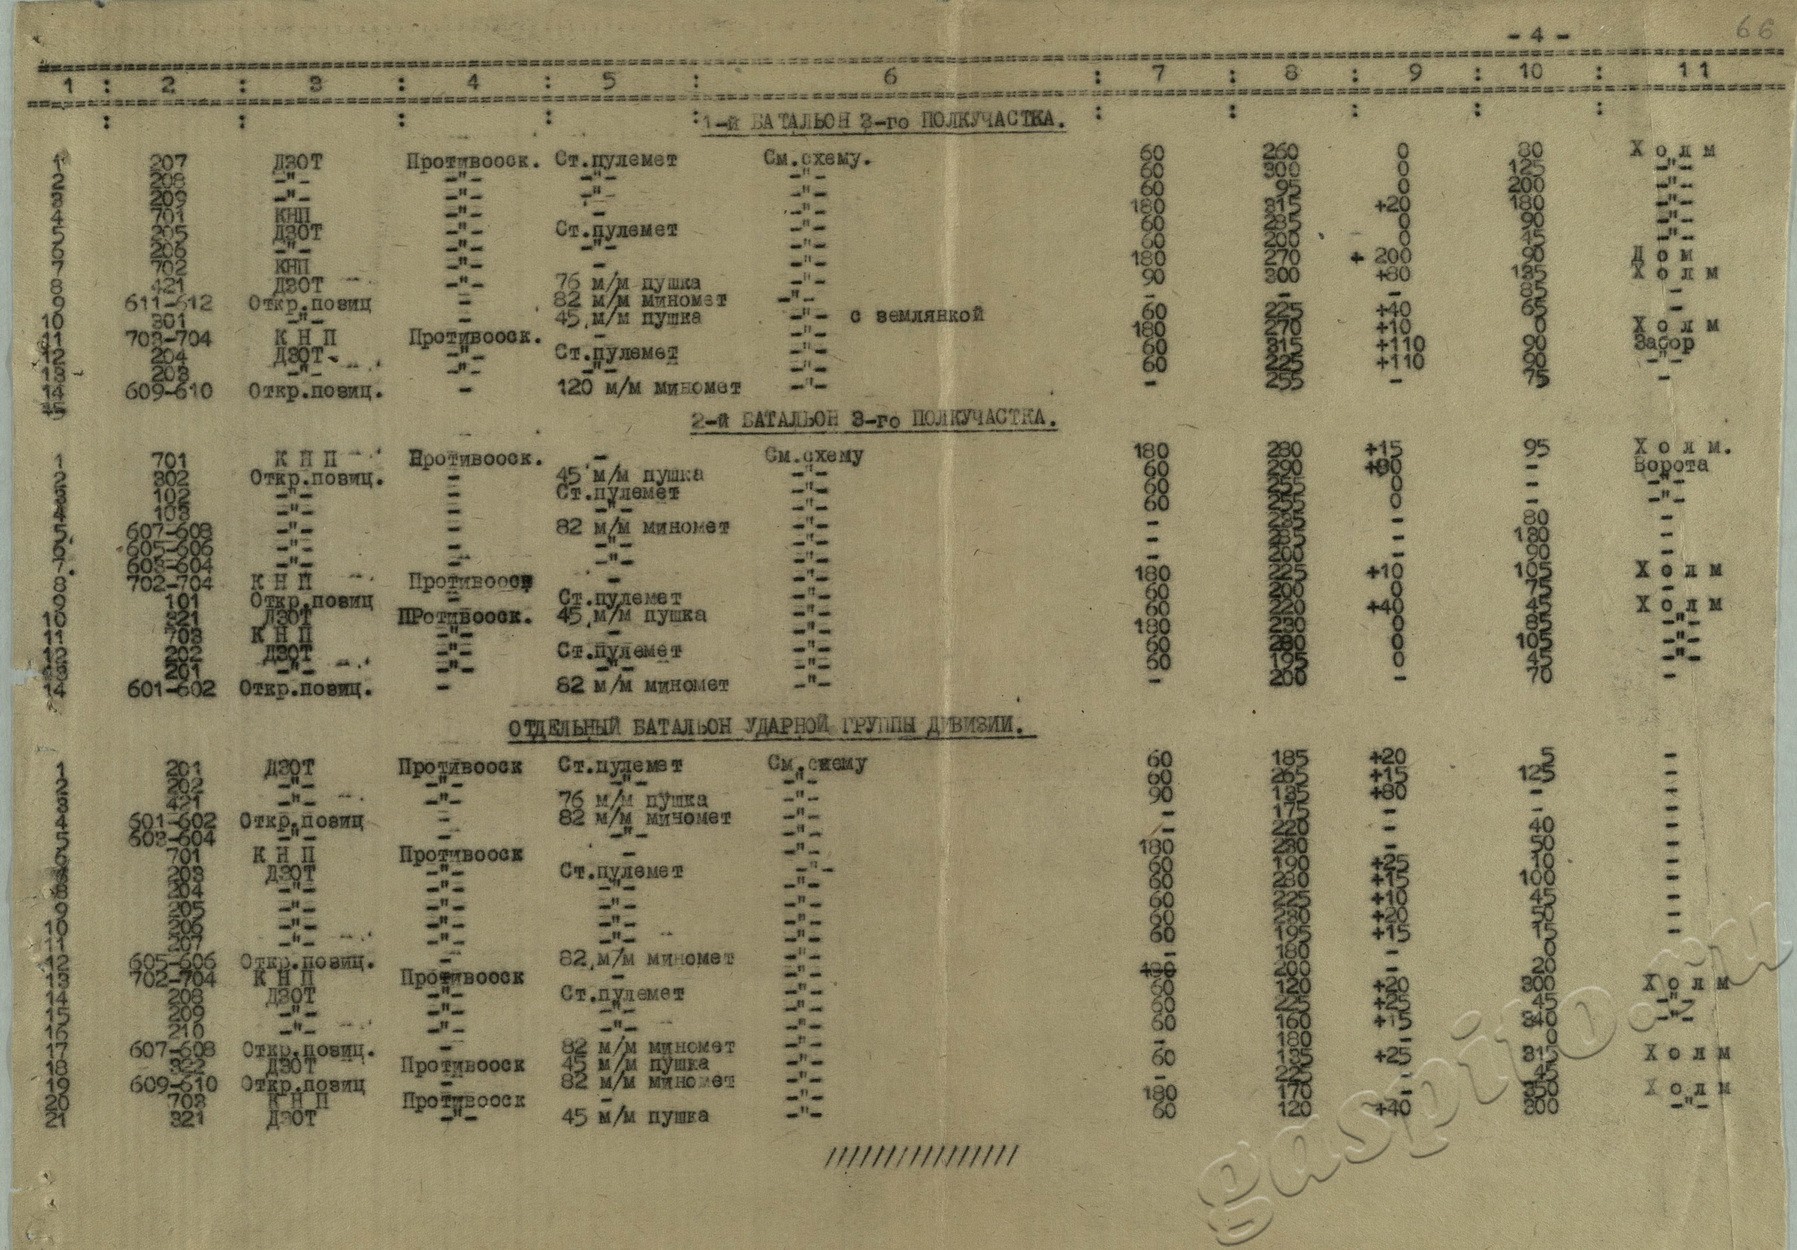 66
- 4 -
1 : 2 : 3 : 4 : 5 : 6 : 7 : 8 : 9 : 10 : 11
1-й БАТАЛЬОН 3-го ПОЛКУЧАСТКА.
1 207 ДЗОТ Противооск. Ст.пулемет См.схему. 60 260 0 80 Холм
2 208 -"- -"- -"- -"- 60 300 0 125 -"-
3 209 -"- -"- -"- -"- 60 95 0 200 -"-
4 701 КНП -"- - -"- 180 315 +20 180 -"-
5 205 ДЗОТ -"- Ст.пулемет -"- 60 285 0 90 -"-
6 206 -"- -"- -"- -"- 60 200 0 45 -"-
7 702 КНП -"- - -"- 180 270 + 200 90 Дом
8 421 ДЗОТ -"- 76 м/м пушка -"- 90 300 +80 135 Холм
9 611-612 Откр.позиц - 82 м/м миномет -"- - - - 85 -
10 301 -"- - 45 м/м пушка -"- с землянкой 60 225 +40 65 -
11 703-704 К Н П Противооск. - -"- 180 270 +10 0 Холм
12 204 ДЗОТ -"- Ст.пулемет -"- 60 315 +110 90 Забор
13 203 -"- -"- -"- -"- 60 225 +110 90 -"-
14 609-610 Откр.позиц. - 120 м/м миномет -"- - 255 - 75 -
15
2-й БАТАЛЬОН 3-го ПОЛКУЧАСТКА.
1 701 К Н П Противооск. - См.схему 180 280 +15 95 Холм.
2 302 Откр.позиц. - 45 м/м пушка -"- 60 290 +80 - Ворота
3 102 -"- - Ст.пулемет -"- 60 255 0 - -"-
4 103 -"- - -"- -"- 60 255 0 - -"-
5 607-608 -"- - 82 м/м миномет -"- - 235 - 80 -
6 605-606 -"- - -"- -"- - 285 - 130 -
7. 603-604 -"- - -"- -"- - 200 - 90 -
8 702-704 К Н П Противооск - -"- 180 225 +10 105 Холм
9 101 Откр.позиц - Ст.пулемет -"- 60 200 0 75 -
10 321 ДЗОТ ПРотивооск. 45 м/м пушка -"- 60 220 +40 45 Холм
11 703 К Н П -"- - -"- 180 230 0 85 -"-
12 202 ДЗОТ -"- Ст.пулемет -"- 60 280 0 105 -"-
13 201 -"- -"- -"- -"- 60 195 0 45 -"-
14 601-602 Откр.позиц. - 82 м/м миномет -"- - 200 - 70 -
ОТДЕЛЬНЫЙ БАТАЛЬОН УДАРНОЙ ГРУППЫ ДИВИЗИИ.
1 201 ДЗОТ Противооск Ст.пулемет См.схему 60 185 +20 5 -
2 202 -"- -"- -"- -"- 60 265 +15 125 -
3 421 -"- -"- 76 м/м пушка -"- 90 135 +80 - -
4 601-602 Откр.позиц - 82 м/м миномет -"- - 175 - - -
5 603-604 -"- - -"- -"- - 220 - 40 -
6 701 К Н П Противооск - -"- 180 230 - 50 -
7 203 ДЗОТ -"- Ст.пулемет -"- 60 190 +25 10 -
8 204 -"- -"- -"- -"- 60 280 +15 100 -
9 205 -"- -"- -"- -"- 60 225 +10 45 -
10 206 -"- -"- -"- -"- 60 230 +20 50 -
11 207 -"- -"- -"- -"- 60 195 +15 15 -
12 605-606 Откр.позиц. - 82 м/м миномет -"- - 180 - 0 -
13 702-704 К Н П Противооск - -"- 180 200 - 20 Холм
14 208 ДЗОТ -"- Ст.пулемет -"- 60 120 +20 300 -"-
15 209 -"- -"- -"- -"- 60 225 +25 45 -"-
16 210 -"- -"- -"- -"- 60 160 +15 340
17 607-608 Откр.позиц. - 82 м/м миномет -"- - 180 - 0 -
18 322 ДЗОТ Противооск 45 м/м пушка -"- 60 135 +25 315 Холм
19 609-610 Откр.позиц - 82 м/м миномет -"- - 225 - 45 -
20 703 К Н П Противооск - -"- 180 170 - 350 Холм
21 321 ДЗОТ -"- 45 м/м пушка -"- 60 120 +40 300 -"-
////////////////
gaspito.ru